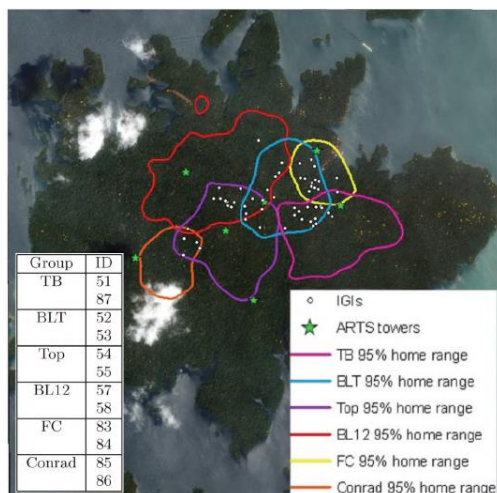 Group ID
TB 51
87
BLT 52
53
Top 54
55
BL12 57
58
FC 83
84
Conrad 85
86
IGIs
ARTS towers
TB 95% home range
BLT 95% home range
Top 95% home range
BL12 95% home range
FC 95% home range
Conrad 95% home range